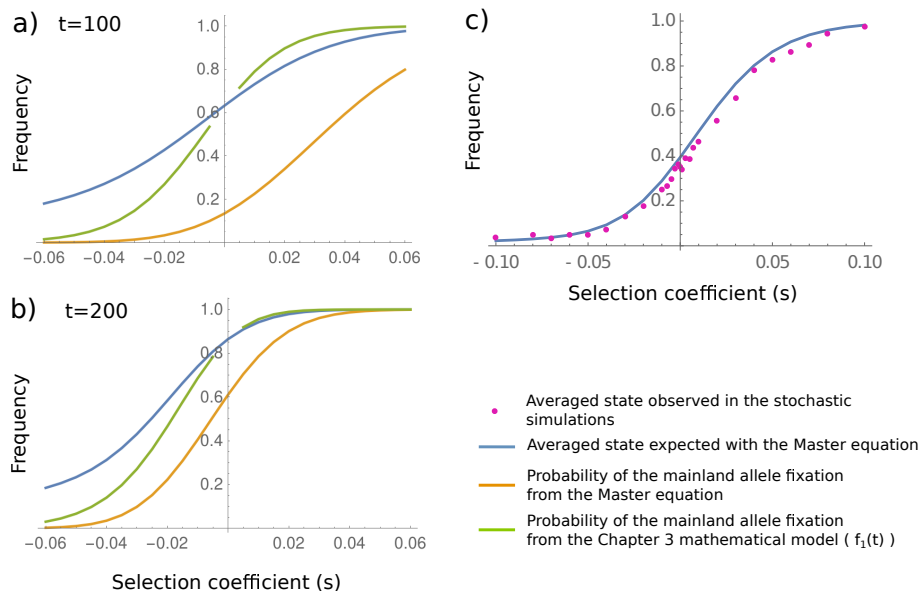 a) t=100
Frequency
1.0
0.8
0.6
0.4
0.2
−0.06 −0.04 −0.02 0.02 0.04 0.06
b) t=200
Frequency
1.0
0.8
0.6
0.4
0.2
−0.06 −0.04 −0.02 0.02 0.04 0.06
Selection coefficient (s)
c)
Frequency
1.0
0.8
0.6
0.4
0.2
- 0.10 - 0.05 0.05 0.10
Selection coefficient (s)
Averaged state observed in the stochastic
simulations
Averaged state expected with the Master equation
Probability of the mainland allele fixation
from the Master equation
Probability of the mainland allele fixation
from the Chapter 3 mathematical model ( f₁(t) )